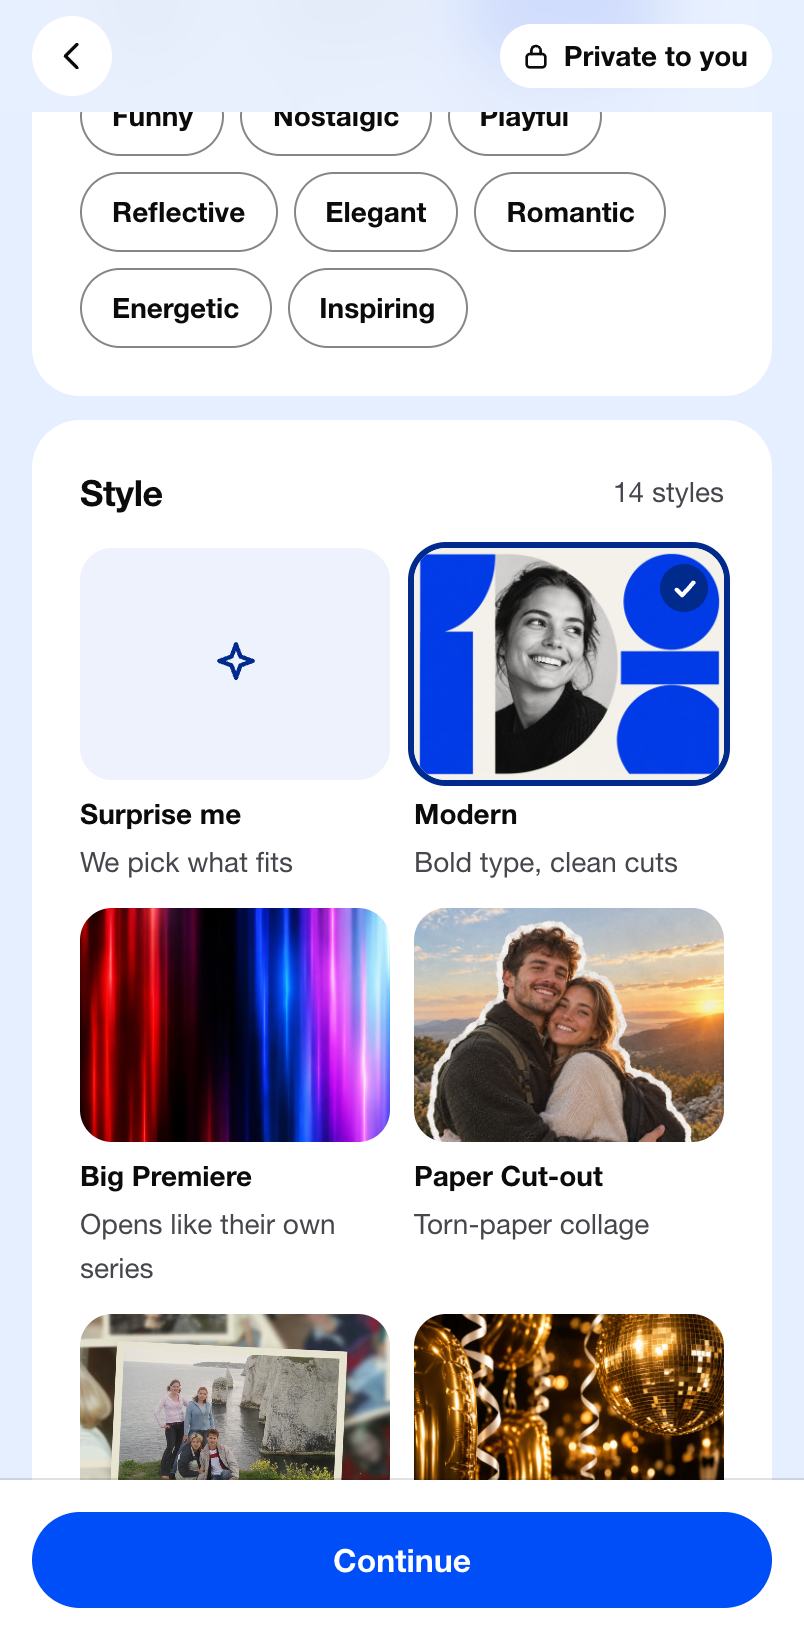 Private to you
Funny
Nostalgic
Playful
Reflective
Elegant
Romantic
Energetic
Inspiring
Style
14 styles
Surprise me
We pick what fits
Modern
Bold type, clean cuts
Big Premiere
Opens like their own
series
Paper Cut-out
Torn-paper collage
Continue